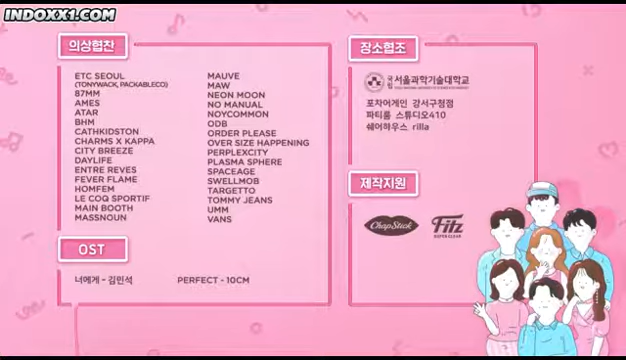 INDOXX1.COM
의상협찬
ETC SEOUL
(TONYWACK, PACKABLECO)
87MM
AMES
ATAR
BHM
CATHKIDSTON
CHARMS X KAPPA
CITY BREEZE
DAYLIFE
ENTRE REVES
FEVER FLAME
HOMFEM
LE COQ SPORTIF
MAIN BOOTH
MASSNOUN
MAUVE
MAW
NEON MOON
NO MANUAL
NOYCOMMON
ODB
ORDER PLEASE
OVER SIZE HAPPENING
PERPLEXCITY
PLASMA SPHERE
SPACEAGE
SWELLMOB
TARGETTO
TOMMY JEANS
UMM
VANS
OST
너에게 - 김민석
PERFECT - 10CM
장소협조
국립 서울과학기술대학교
포차어게인 강서구청점
파티룸 스튜디오410
쉐어하우스 rilla
제작지원
ChapStick
Fitz
SUPER CLEAR